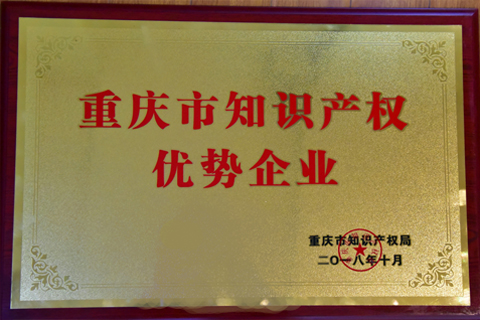 重庆市知识产权
优势企业
重庆市知识产权局
二〇一八年十月